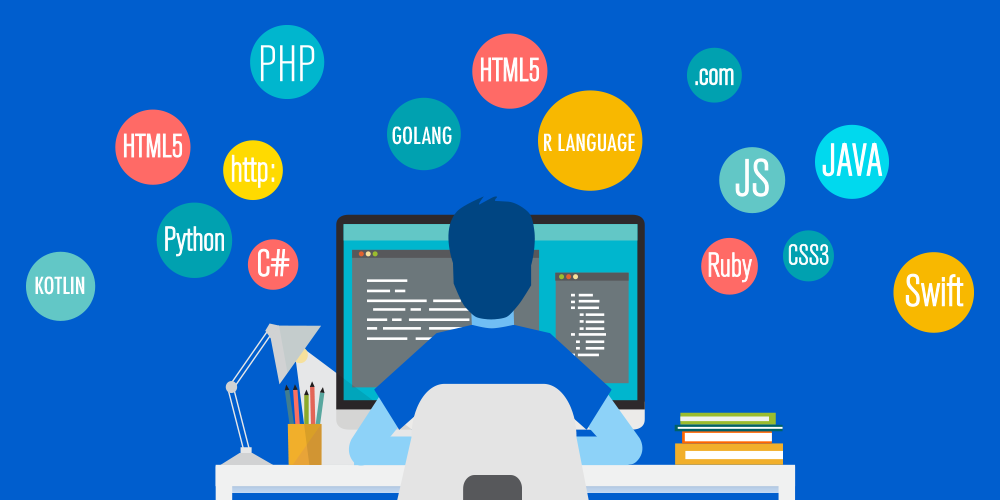 PHP
HTML5
.com
GOLANG
R LANGUAGE
HTML5
http:
JS
JAVA
Python
C#
Ruby
CSS3
KOTLIN
Swift